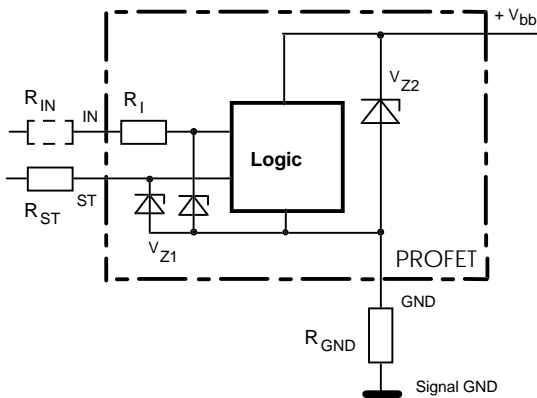 + V bb
V Z2
R IN
IN
R I
Logic
R ST
ST
V Z1
PROFET
GND
R GND
Signal GND